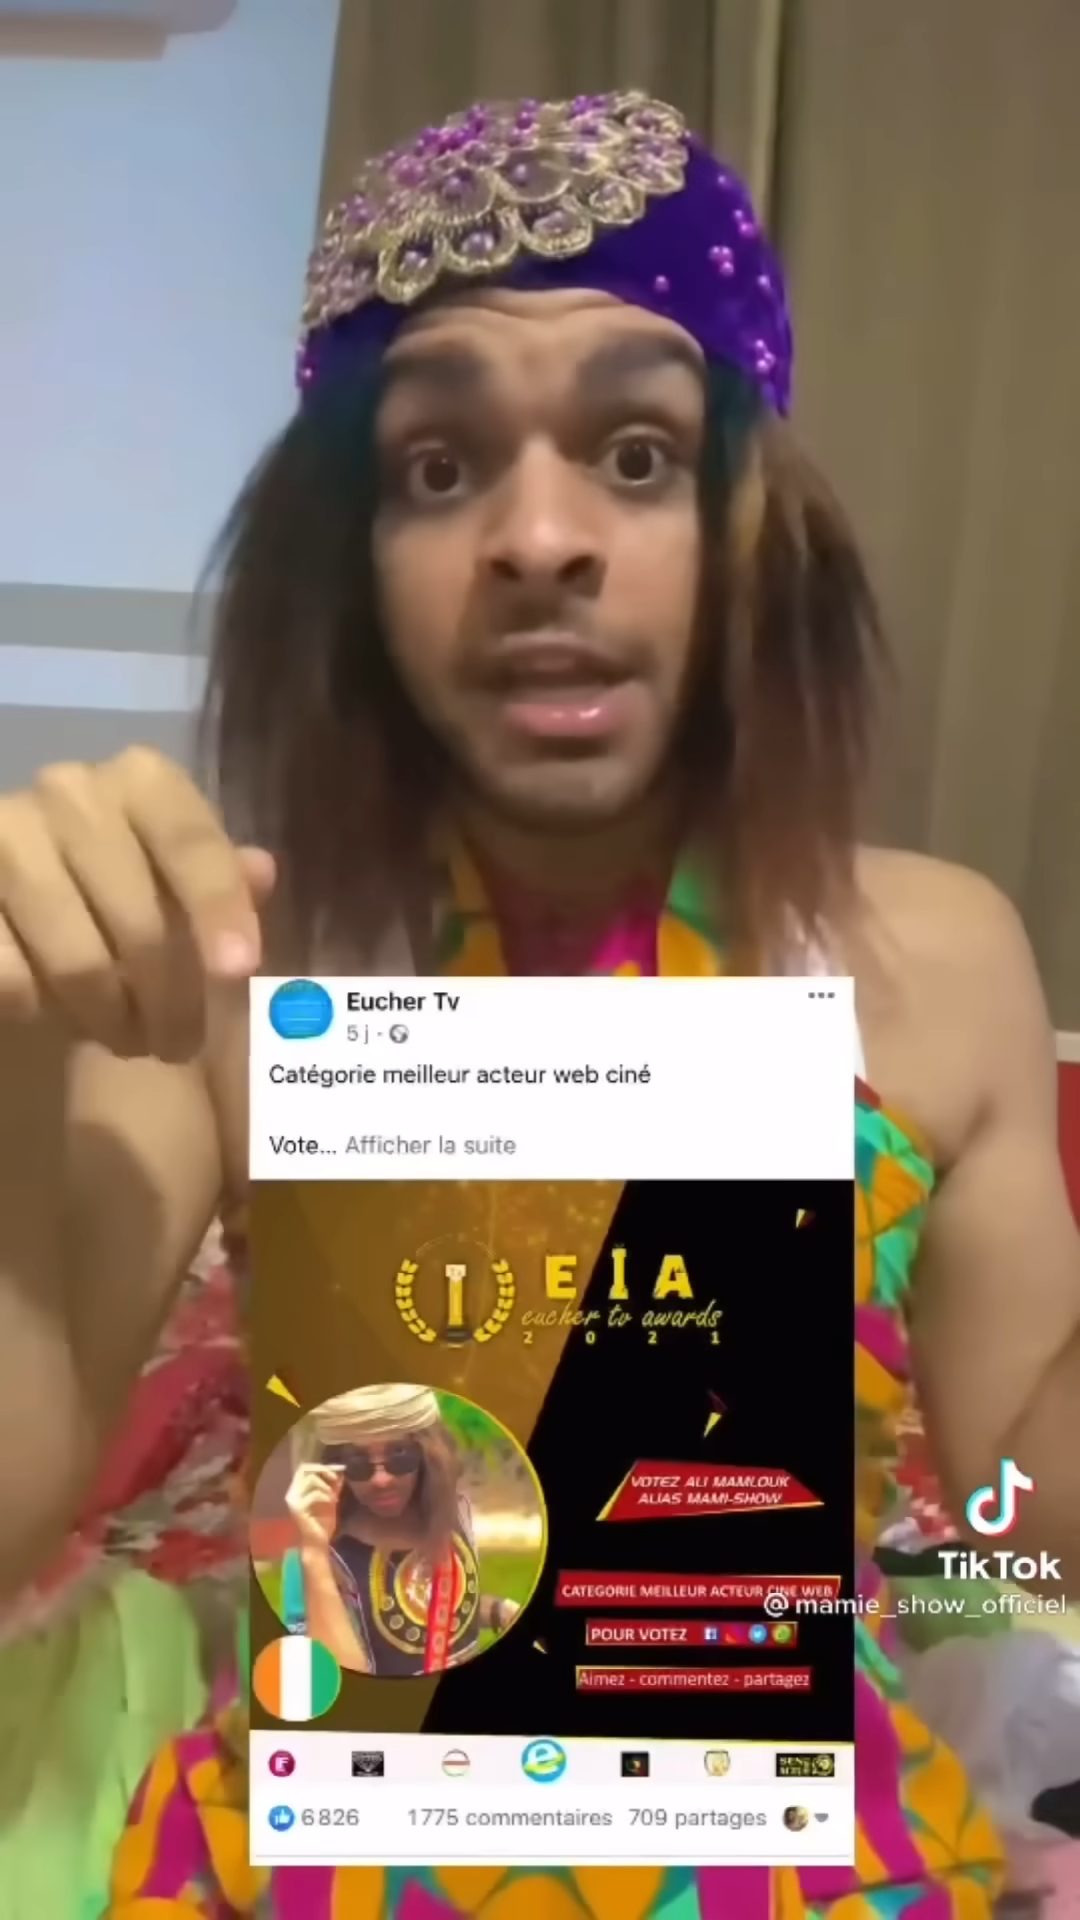 Eucher Tv
5 j ·
Catégorie meilleur acteur web ciné
Vote... Afficher la suite
EÏA
eucher tv awards
2 0 2 1
VOTEZ ALI MAMLOUK
ALIAS MAMI-SHOW
CATEGORIE MEILLEUR ACTEUR CINE WEB
POUR VOTEZ
Aimez - commentez - partagez
6 826 1 775 commentaires 709 partages
TikTok
@mamie_show_officiel